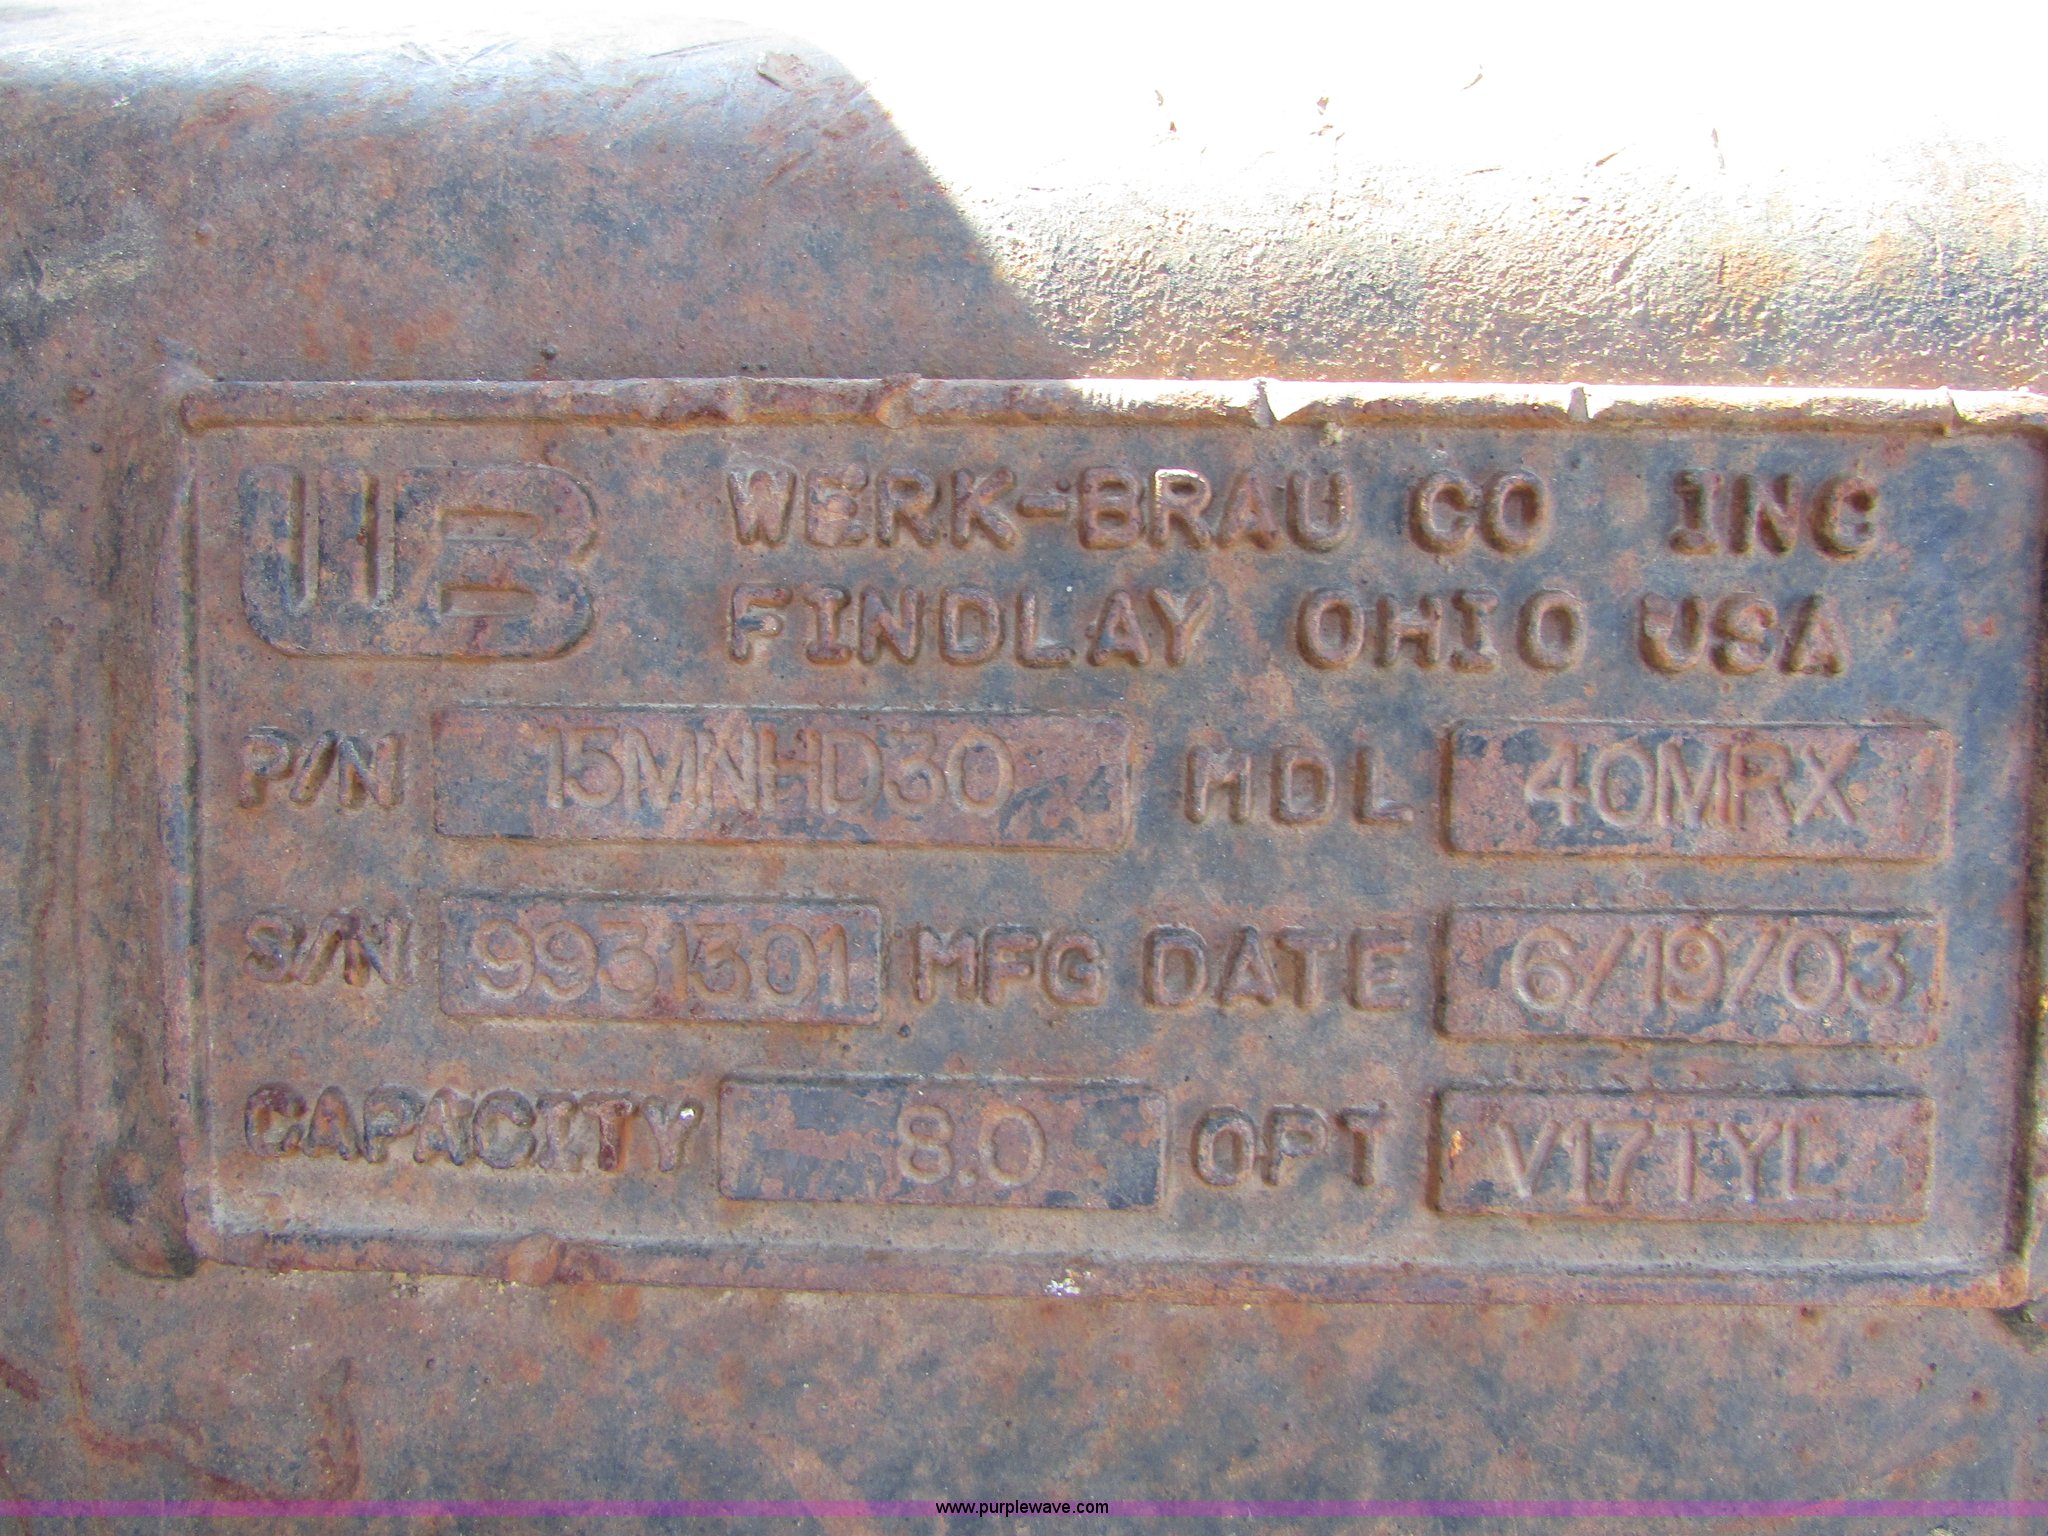 WB WERK-BRAU CO INC
FINDLAY OHIO USA
P/N 15MNHD30 MDL 40MRX
S/N 9931301 MFG DATE 6/19/03
CAPACITY 8.0 OPT V17TYL
www.purplewave.com